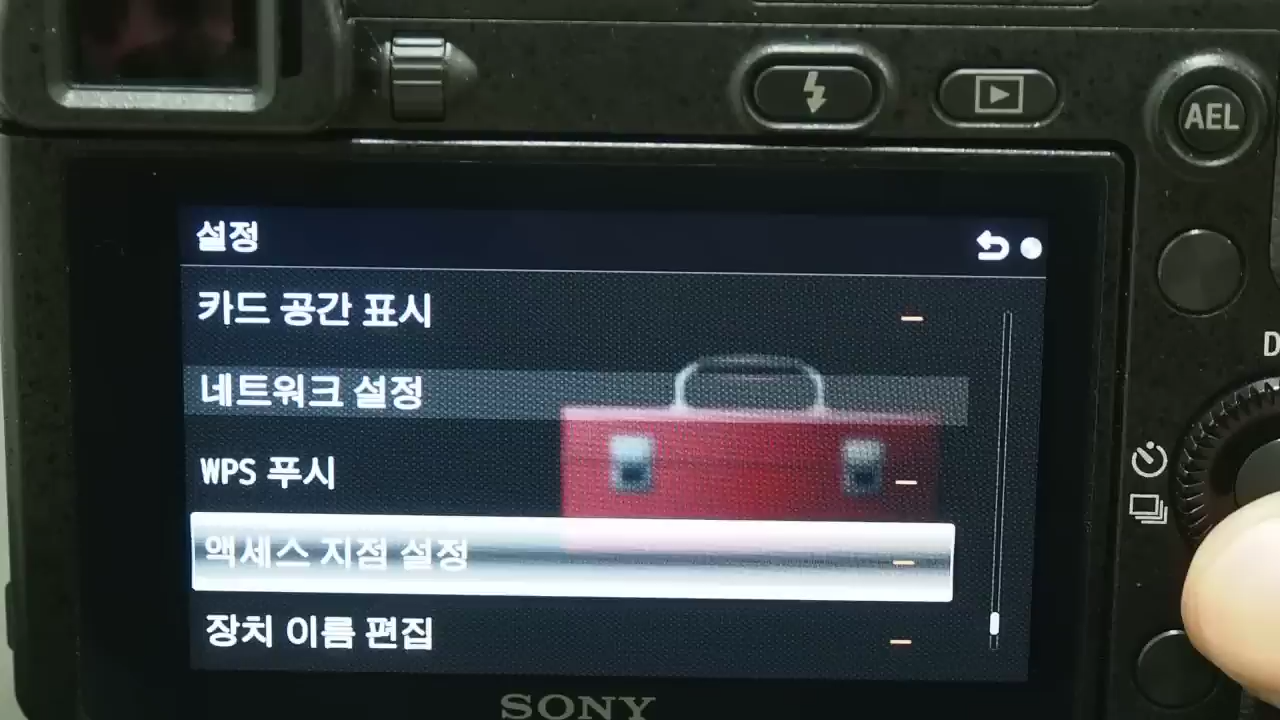 AEL
설정
카드 공간 표시
네트워크 설정
WPS 푸시
액세스 지점 설정
장치 이름 편집
D
SONY